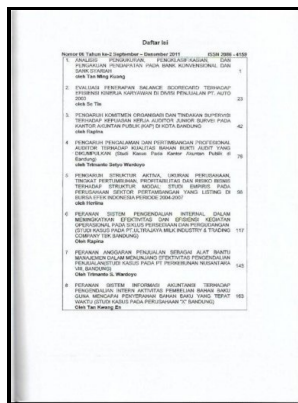 Daftar Isi
Nomor 06 Tahun ke-2 September - Desember 2011 ISSN 2086 - 4159
1. ANALISIS PENGUKURAN, PENGKLASIFIKASIAN, DAN
PENGAKUAN PENDAPATAN PADA BANK KONVENSIONAL DAN
BANK SYARIAH 1
oleh Tan Ming Kuang
2. EVALUASI PENERAPAN BALANCE SCORECARD TERHADAP
EFISIENSI KINERJA KARYAWAN DI DIVISI PENJUALAN PT. AUTO
2000 23
oleh Se Tin
3. PENGARUH KOMITMEN ORGANISASI DAN TINDAKAN SUPERVISI
TERHADAP KEPUASAN KERJA AUDITOR JUNIOR SURVEI PADA
KANTOR AKUNTAN PUBLIK (KAP) DI KOTA BANDUNG 42
oleh Rapina
4. PENGARUH PENGALAMAN DAN PERTIMBANGAN PROFESSIONAL
AUDITOR TERHADAP KUALITAS BAHAN BUKTI AUDIT YANG
DIKUMPULKAN (Studi Kasus Pada Kantor Akuntan Publik di
Bandung) 76
oleh Trimanto Setyo Wardoyo
5. PENGARUH STRUKTUR AKTIVA, UKURAN PERUSAHAAN,
TINGKAT PERTUMBUHAN, PROFITABILITAS DAN RISIKO BISNIS
TERHADAP STRUKTUR MODAL: STUDI EMPIRIS PADA
PERUSAHAAN SEKTOR PERTAMBANGAN YANG LISTING DI
BURSA EFEK INDONESIA PERIODE 2004-2007
oleh Herlina
6 PERANAN SISTEM PENGENDALIAN INTERNAL DALAM
MENINGKATKAN EFEKTIVITAS DAN EFISIENSI KEGIATAN
OPERASIONAL PADA SIKLUS PERSEDIAAN DAN PERGUDANGAN
(STUDI KASUS PADA PT.ULTRAJAYA MILK INDUSTRY & TRADING 117
COMPANY TBK BANDUNG)
oleh Rapina
7 PERANAN ANGGARAN PENJUALAN SEBAGAI ALAT BANTU
MANAJEMEN DALAM MENUNJANG EFEKTIVITAS PENGENDALIAN
PENJUALAN(STUDI KASUS PADA PT PERKEBUNAN NUSANTARA 143
VIII, BANDUNG)
oleh Trimanto S. Wardoyo
8 PERANAN SISTEM INFORMASI AKUNTANSI TERHADAP
PENGENDALIAN INTERN AKTIVITAS PEMBELIAN BAHAN BAKU
GUNA MENCAPAI PENYERAHAN BAHAN BAKU YANG TEPAT 163
WAKTU (STUDI KASUS PADA PERUSAHAAN "X" BANDUNG)
oleh Tan Kwang En